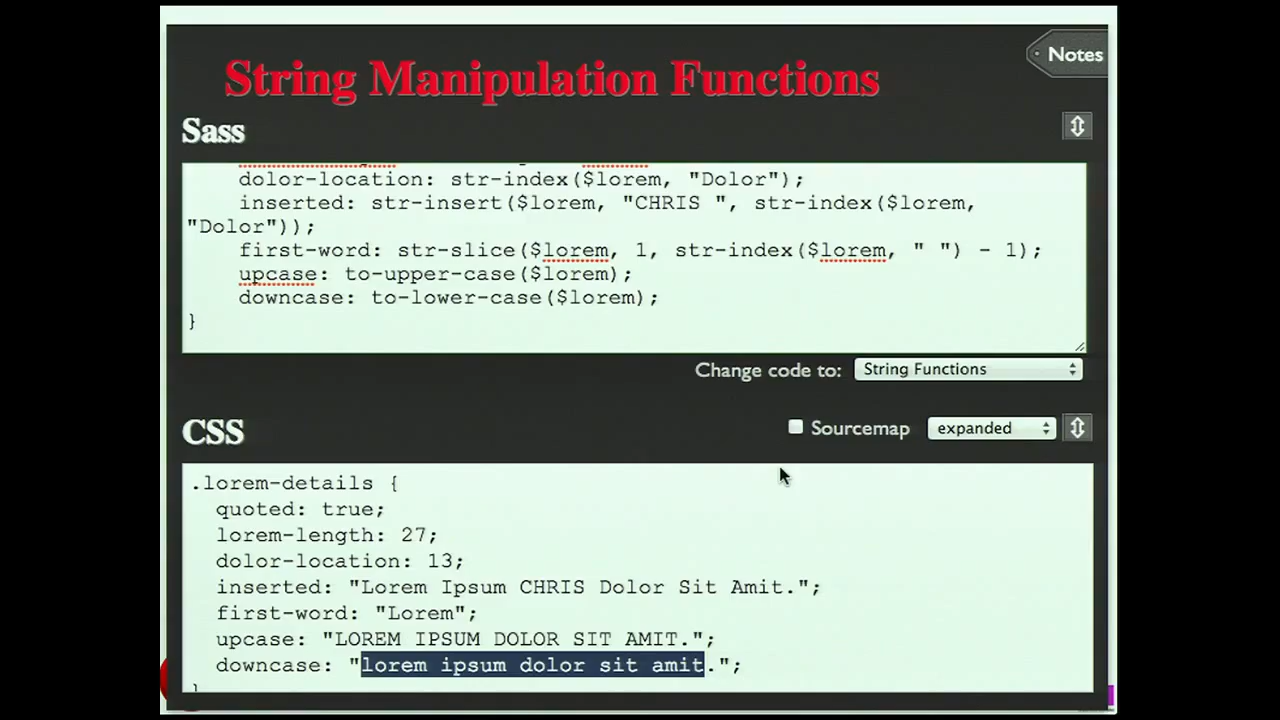 Notes
String Manipulation Functions
Sass
dolor-location: str-index($lorem, "Dolor");
inserted: str-insert($lorem, "CHRIS ", str-index($lorem,
"Dolor"));
first-word: str-slice($lorem, 1, str-index($lorem, " ") - 1);
upcase: to-upper-case($lorem);
downcase: to-lower-case($lorem);
}
Change code to: String Functions
CSS
Sourcemap expanded
.lorem-details {
quoted: true;
lorem-length: 27;
dolor-location: 13;
inserted: "Lorem Ipsum CHRIS Dolor Sit Amit.";
first-word: "Lorem";
upcase: "LOREM IPSUM DOLOR SIT AMIT.";
downcase: "lorem ipsum dolor sit amit.";